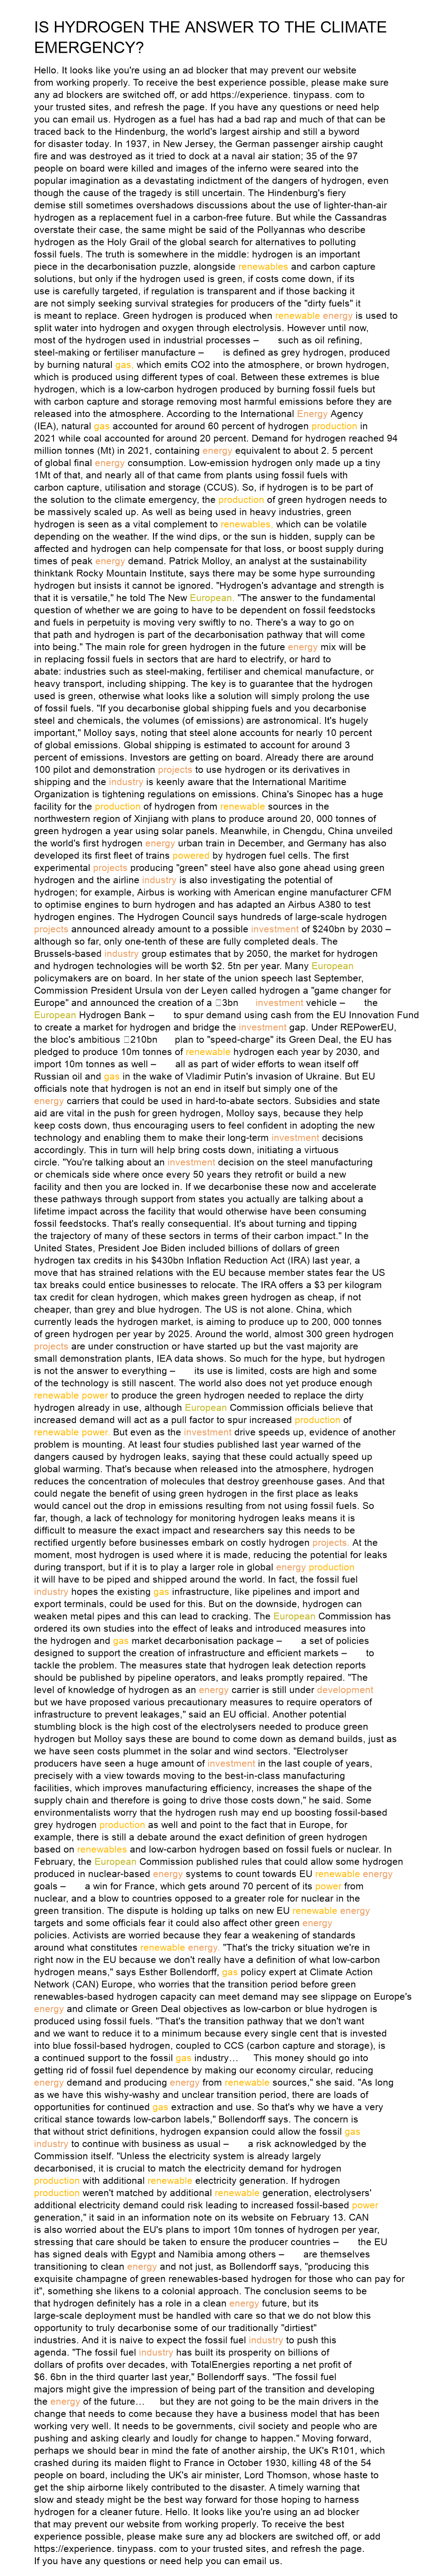 IS HYDROGEN THE ANSWER TO THE CLIMATE
EMERGENCY?
Hello. It looks like you're using an ad blocker that may prevent our website
from working properly. To receive the best experience possible, please make sure
any ad blockers are switched off, or add https://experience. tinypass. com to
your trusted sites, and refresh the page. If you have any questions or need help
you can email us. Hydrogen as a fuel has had a bad rap and much of that can be
traced back to the Hindenburg, the world's largest airship and still a byword
for disaster today. In 1937, in New Jersey, the German passenger airship caught
fire and was destroyed as it tried to dock at a naval air station; 35 of the 97
people on board were killed and images of the inferno were seared into the
popular imagination as a devastating indictment of the dangers of hydrogen, even
though the cause of the tragedy is still uncertain. The Hindenburg's fiery
demise still sometimes overshadows discussions about the use of lighter-than-air
hydrogen as a replacement fuel in a carbon-free future. But while the Cassandras
overstate their case, the same might be said of the Pollyannas who describe
hydrogen as the Holy Grail of the global search for alternatives to polluting
fossil fuels. The truth is somewhere in the middle: hydrogen is an important
piece in the decarbonisation puzzle, alongside renewables and carbon capture
solutions, but only if the hydrogen used is green, if costs come down, if its
use is carefully targeted, if regulation is transparent and if those backing it
are not simply seeking survival strategies for producers of the "dirty fuels" it
is meant to replace. Green hydrogen is produced when renewable energy is used to
split water into hydrogen and oxygen through electrolysis. However until now,
most of the hydrogen used in industrial processes – such as oil refining,
steel-making or fertiliser manufacture – is defined as grey hydrogen, produced
by burning natural gas, which emits CO2 into the atmosphere, or brown hydrogen,
which is produced using different types of coal. Between these extremes is blue
hydrogen, which is a low-carbon hydrogen produced by burning fossil fuels but
with carbon capture and storage removing most harmful emissions before they are
released into the atmosphere. According to the International Energy Agency
(IEA), natural gas accounted for around 60 percent of hydrogen production in
2021 while coal accounted for around 20 percent. Demand for hydrogen reached 94
million tonnes (Mt) in 2021, containing energy equivalent to about 2. 5 percent
of global final energy consumption. Low-emission hydrogen only made up a tiny
1Mt of that, and nearly all of that came from plants using fossil fuels with
carbon capture, utilisation and storage (CCUS). So, if hydrogen is to be part of
the solution to the climate emergency, the production of green hydrogen needs to
be massively scaled up. As well as being used in heavy industries, green
hydrogen is seen as a vital complement to renewables, which can be volatile
depending on the weather. If the wind dips, or the sun is hidden, supply can be
affected and hydrogen can help compensate for that loss, or boost supply during
times of peak energy demand. Patrick Molloy, an analyst at the sustainability
thinktank Rocky Mountain Institute, says there may be some hype surrounding
hydrogen but insists it cannot be ignored. "Hydrogen's advantage and strength is
that it is versatile," he told The New European. "The answer to the fundamental
question of whether we are going to have to be dependent on fossil feedstocks
and fuels in perpetuity is moving very swiftly to no. There's a way to go on
that path and hydrogen is part of the decarbonisation pathway that will come
into being." The main role for green hydrogen in the future energy mix will be
in replacing fossil fuels in sectors that are hard to electrify, or hard to
abate: industries such as steel-making, fertiliser and chemical manufacture, or
heavy transport, including shipping. The key is to guarantee that the hydrogen
used is green, otherwise what looks like a solution will simply prolong the use
of fossil fuels. "If you decarbonise global shipping fuels and you decarbonise
steel and chemicals, the volumes (of emissions) are astronomical. It's hugely
important," Molloy says, noting that steel alone accounts for nearly 10 percent
of global emissions. Global shipping is estimated to account for around 3
percent of emissions. Investors are getting on board. Already there are around
100 pilot and demonstration projects to use hydrogen or its derivatives in
shipping and the industry is keenly aware that the International Maritime
Organization is tightening regulations on emissions. China's Sinopec has a huge
facility for the production of hydrogen from renewable sources in the
northwestern region of Xinjiang with plans to produce around 20, 000 tonnes of
green hydrogen a year using solar panels. Meanwhile, in Chengdu, China unveiled
the world's first hydrogen energy urban train in December, and Germany has also
developed its first fleet of trains powered by hydrogen fuel cells. The first
experimental projects producing "green" steel have also gone ahead using green
hydrogen and the airline industry is also investigating the potential of
hydrogen; for example, Airbus is working with American engine manufacturer CFM
to optimise engines to burn hydrogen and has adapted an Airbus A380 to test
hydrogen engines. The Hydrogen Council says hundreds of large-scale hydrogen
projects announced already amount to a possible investment of $240bn by 2030 –
although so far, only one-tenth of these are fully completed deals. The
Brussels-based industry group estimates that by 2050, the market for hydrogen
and hydrogen technologies will be worth $2. 5tn per year. Many European
policymakers are on board. In her state of the union speech last September,
Commission President Ursula von der Leyen called hydrogen a "game changer for
Europe" and announced the creation of a □3bn investment vehicle – the
European Hydrogen Bank – to spur demand using cash from the EU Innovation Fund
to create a market for hydrogen and bridge the investment gap. Under REPowerEU,
the bloc's ambitious □210bn plan to "speed-charge" its Green Deal, the EU has
pledged to produce 10m tonnes of renewable hydrogen each year by 2030, and
import 10m tonnes as well – all as part of wider efforts to wean itself off
Russian oil and gas in the wake of Vladimir Putin's invasion of Ukraine. But EU
officials note that hydrogen is not an end in itself but simply one of the
energy carriers that could be used in hard-to-abate sectors. Subsidies and state
aid are vital in the push for green hydrogen, Molloy says, because they help
keep costs down, thus encouraging users to feel confident in adopting the new
technology and enabling them to make their long-term investment decisions
accordingly. This in turn will help bring costs down, initiating a virtuous
circle. "You're talking about an investment decision on the steel manufacturing
or chemicals side where once every 50 years they retrofit or build a new
facility and then you are locked in. If we decarbonise these now and accelerate
these pathways through support from states you actually are talking about a
lifetime impact across the facility that would otherwise have been consuming
fossil feedstocks. That's really consequential. It's about turning and tipping
the trajectory of many of these sectors in terms of their carbon impact." In the
United States, President Joe Biden included billions of dollars of green
hydrogen tax credits in his $430bn Inflation Reduction Act (IRA) last year, a
move that has strained relations with the EU because member states fear the US
tax breaks could entice businesses to relocate. The IRA offers a $3 per kilogram
tax credit for clean hydrogen, which makes green hydrogen as cheap, if not
cheaper, than grey and blue hydrogen. The US is not alone. China, which
currently leads the hydrogen market, is aiming to produce up to 200, 000 tonnes
of green hydrogen per year by 2025. Around the world, almost 300 green hydrogen
projects are under construction or have started up but the vast majority are
small demonstration plants, IEA data shows. So much for the hype, but hydrogen
is not the answer to everything – its use is limited, costs are high and some
of the technology is still nascent. The world also does not yet produce enough
renewable power to produce the green hydrogen needed to replace the dirty
hydrogen already in use, although European Commission officials believe that
increased demand will act as a pull factor to spur increased production of
renewable power. But even as the investment drive speeds up, evidence of another
problem is mounting. At least four studies published last year warned of the
dangers caused by hydrogen leaks, saying that these could actually speed up
global warming. That's because when released into the atmosphere, hydrogen
reduces the concentration of molecules that destroy greenhouse gases. And that
could negate the benefit of using green hydrogen in the first place as leaks
would cancel out the drop in emissions resulting from not using fossil fuels. So
far, though, a lack of technology for monitoring hydrogen leaks means it is
difficult to measure the exact impact and researchers say this needs to be
rectified urgently before businesses embark on costly hydrogen projects. At the
moment, most hydrogen is used where it is made, reducing the potential for leaks
during transport, but if it is to play a larger role in global energy production
it will have to be piped and shipped around the world. In fact, the fossil fuel
industry hopes the existing gas infrastructure, like pipelines and import and
export terminals, could be used for this. But on the downside, hydrogen can
weaken metal pipes and this can lead to cracking. The European Commission has
ordered its own studies into the effect of leaks and introduced measures into
the hydrogen and gas market decarbonisation package – a set of policies
designed to support the creation of infrastructure and efficient markets – to
tackle the problem. The measures state that hydrogen leak detection reports
should be published by pipeline operators, and leaks promptly repaired. "The
level of knowledge of hydrogen as an energy carrier is still under development
but we have proposed various precautionary measures to require operators of
infrastructure to prevent leakages," said an EU official. Another potential
stumbling block is the high cost of the electrolysers needed to produce green
hydrogen but Molloy says these are bound to come down as demand builds, just as
we have seen costs plummet in the solar and wind sectors. "Electrolyser
producers have seen a huge amount of investment in the last couple of years,
precisely with a view towards moving to the best-in-class manufacturing
facilities, which improves manufacturing efficiency, increases the shape of the
supply chain and therefore is going to drive those costs down," he said. Some
environmentalists worry that the hydrogen rush may end up boosting fossil-based
grey hydrogen production as well and point to the fact that in Europe, for
example, there is still a debate around the exact definition of green hydrogen
based on renewables and low-carbon hydrogen based on fossil fuels or nuclear. In
February, the European Commission published rules that could allow some hydrogen
produced in nuclear-based energy systems to count towards EU renewable energy
goals – a win for France, which gets around 70 percent of its power from
nuclear, and a blow to countries opposed to a greater role for nuclear in the
green transition. The dispute is holding up talks on new EU renewable energy
targets and some officials fear it could also affect other green energy
policies. Activists are worried because they fear a weakening of standards
around what constitutes renewable energy. "That's the tricky situation we're in
right now in the EU because we don't really have a definition of what low-carbon
hydrogen means," says Esther Bollendorff, gas policy expert at Climate Action
Network (CAN) Europe, who worries that the transition period before green
renewables-based hydrogen capacity can meet demand may see slippage on Europe's
energy and climate or Green Deal objectives as low-carbon or blue hydrogen is
produced using fossil fuels. "That's the transition pathway that we don't want
and we want to reduce it to a minimum because every single cent that is invested
into blue fossil-based hydrogen, coupled to CCS (carbon capture and storage), is
a continued support to the fossil gas industry… This money should go into
getting rid of fossil fuel dependence by making our economy circular, reducing
energy demand and producing energy from renewable sources," she said. "As long
as we have this wishy-washy and unclear transition period, there are loads of
opportunities for continued gas extraction and use. So that's why we have a very
critical stance towards low-carbon labels," Bollendorff says. The concern is
that without strict definitions, hydrogen expansion could allow the fossil gas
industry to continue with business as usual – a risk acknowledged by the
Commission itself. "Unless the electricity system is already largely
decarbonised, it is crucial to match the electricity demand for hydrogen
production with additional renewable electricity generation. If hydrogen
production weren't matched by additional renewable generation, electrolysers'
additional electricity demand could risk leading to increased fossil-based power
generation," it said in an information note on its website on February 13. CAN
is also worried about the EU's plans to import 10m tonnes of hydrogen per year,
stressing that care should be taken to ensure the producer countries – the EU
has signed deals with Egypt and Namibia among others – are themselves
transitioning to clean energy and not just, as Bollendorff says, "producing this
exquisite champagne of green renewables-based hydrogen for those who can pay for
it", something she likens to a colonial approach. The conclusion seems to be
that hydrogen definitely has a role in a clean energy future, but its
large-scale deployment must be handled with care so that we do not blow this
opportunity to truly decarbonise some of our traditionally "dirtiest"
industries. And it is naive to expect the fossil fuel industry to push this
agenda. "The fossil fuel industry has built its prosperity on billions of
dollars of profits over decades, with TotalEnergies reporting a net profit of
$6. 6bn in the third quarter last year," Bollendorff says. "The fossil fuel
majors might give the impression of being part of the transition and developing
the energy of the future… but they are not going to be the main drivers in the
change that needs to come because they have a business model that has been
working very well. It needs to be governments, civil society and people who are
pushing and asking clearly and loudly for change to happen." Moving forward,
perhaps we should bear in mind the fate of another airship, the UK's R101, which
crashed during its maiden flight to France in October 1930, killing 48 of the 54
people on board, including the UK's air minister, Lord Thomson, whose haste to
get the ship airborne likely contributed to the disaster. A timely warning that
slow and steady might be the best way forward for those hoping to harness
hydrogen for a cleaner future. Hello. It looks like you're using an ad blocker
that may prevent our website from working properly. To receive the best
experience possible, please make sure any ad blockers are switched off, or add
https://experience. tinypass. com to your trusted sites, and refresh the page.
If you have any questions or need help you can email us.